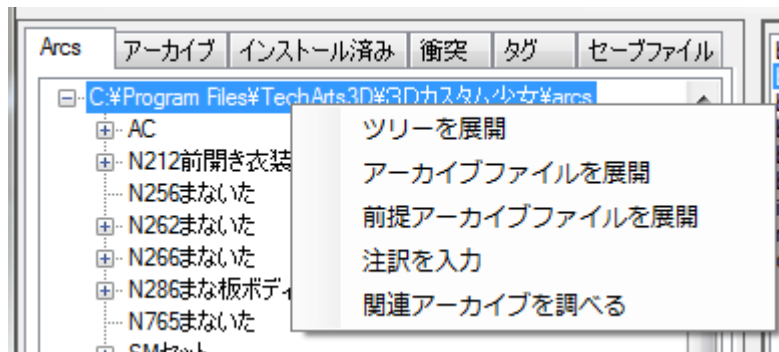 Arcs アーカイブ インストール済み 衝突 タグ セーブファイル
C:¥Program Files¥TechArts3D¥3Dカスタム少女¥arcs
AC
N212前開き衣装
N256まないた
N262まないた
N266まないた
N286まな板ボディ
N765まないた
SMセット
ツリーを展開
アーカイブファイルを展開
前提アーカイブファイルを展開
注訳を入力
関連アーカイブを調べる